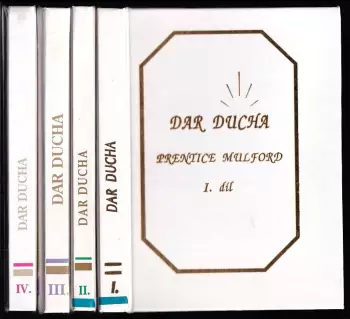 DAR DUCHA
IV.
DAR DUCHA
III.
DAR DUCHA
II.
DAR DUCHA
I.
DAR DUCHA
PRENTICE MULFORD
I. díl